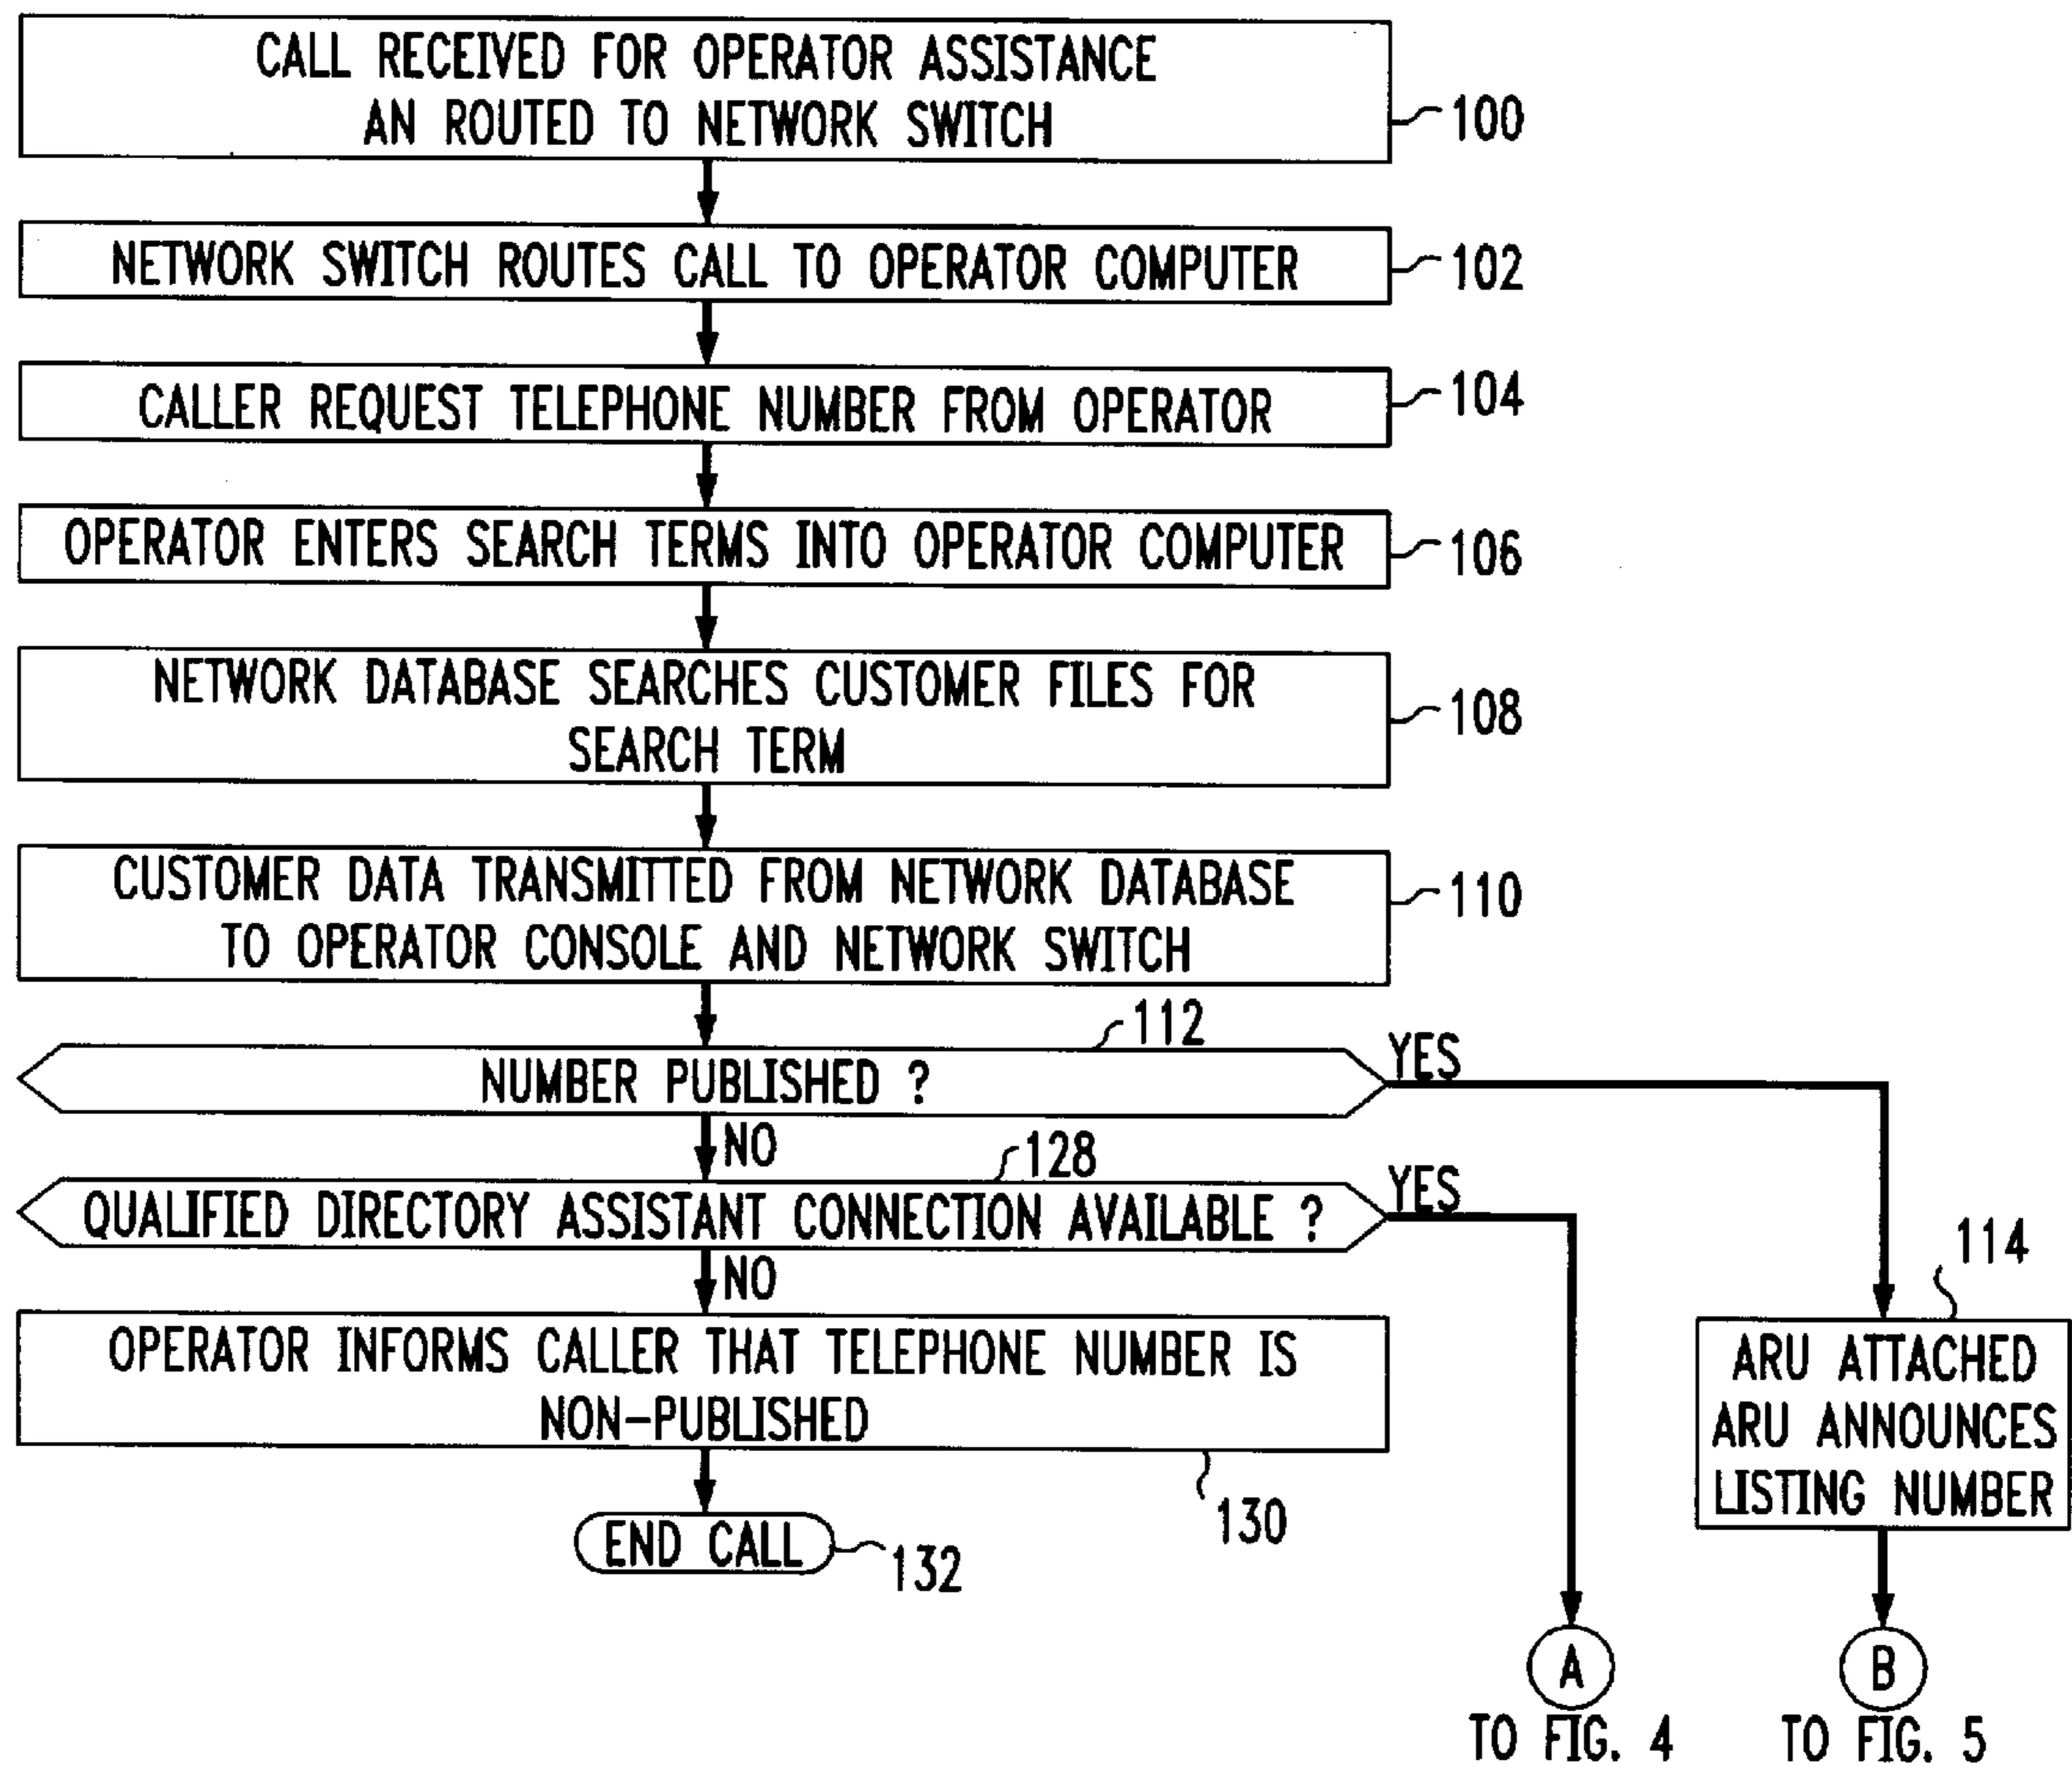 CALL RECEIVED FOR OPERATOR ASSISTANCE
AN ROUTED TO NETWORK SWITCH
100
NETWORK SWITCH ROUTES CALL TO OPERATOR COMPUTER
102
CALLER REQUEST TELEPHONE NUMBER FROM OPERATOR
104
OPERATOR ENTERS SEARCH TERMS INTO OPERATOR COMPUTER
106
NETWORK DATABASE SEARCHES CUSTOMER FILES FOR
SEARCH TERM
108
CUSTOMER DATA TRANSMITTED FROM NETWORK DATABASE
TO OPERATOR CONSOLE AND NETWORK SWITCH
110
112
NUMBER PUBLISHED ?
YES
NO
128
QUALIFIED DIRECTORY ASSISTANT CONNECTION AVAILABLE ?
YES
NO
OPERATOR INFORMS CALLER THAT TELEPHONE NUMBER IS
NON-PUBLISHED
130
END CALL
132
114
ARU ATTACHED
ARU ANNOUNCES
LISTING NUMBER
A
TO FIG. 4
B
TO FIG. 5